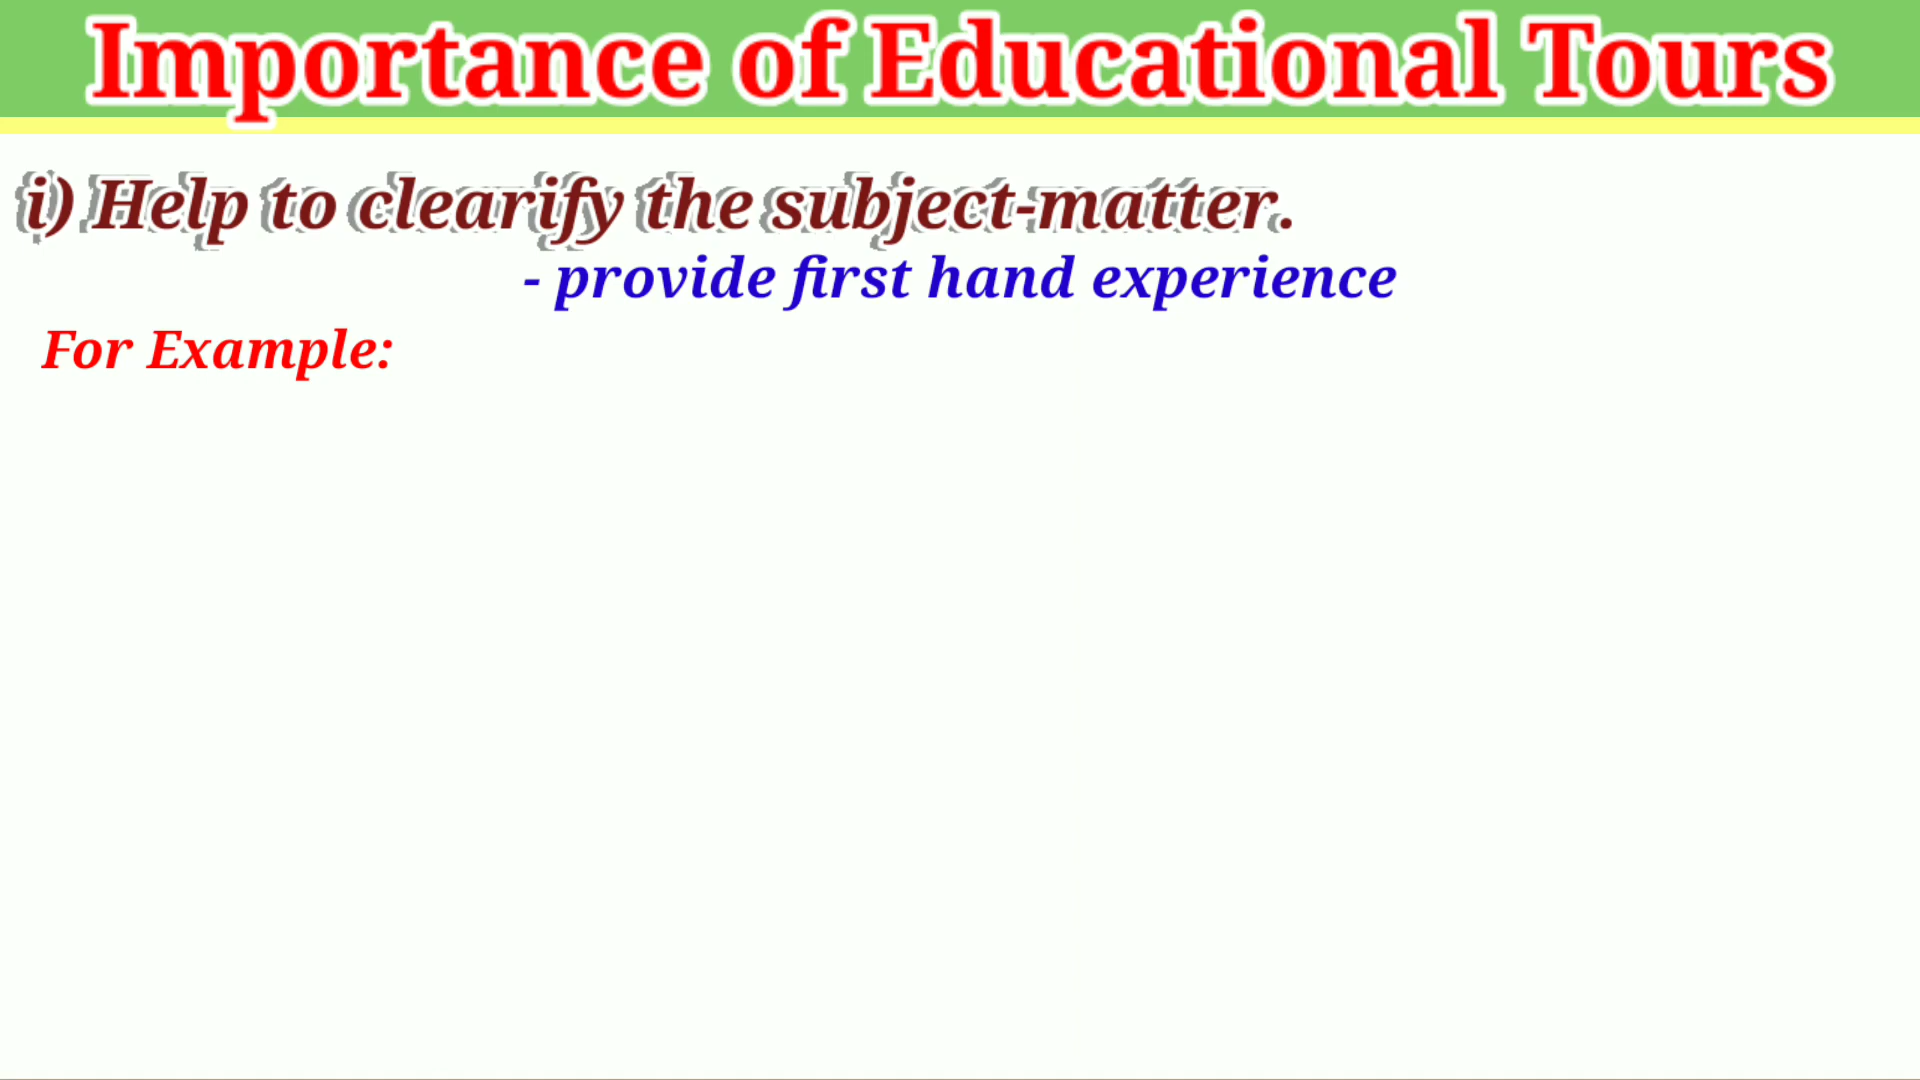 Importance of Educational Tours
i) Help to clearify the subject-matter.
- provide first hand experience
For Example: